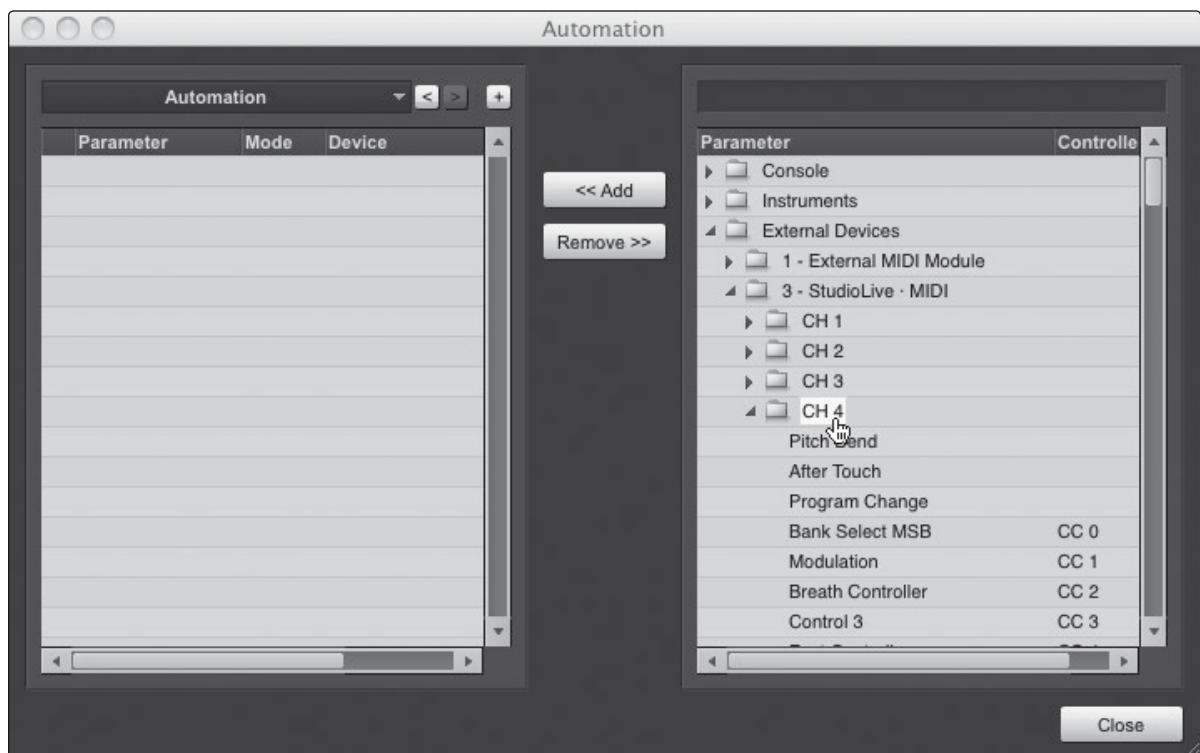 Automation
Automation < > +
Parameter Mode Device
<< Add
Remove >>
Parameter Controlle
Console
Instruments
External Devices
1 - External MIDI Module
3 - StudioLive · MIDI
CH 1
CH 2
CH 3
CH 4
Pitch Bend
After Touch
Program Change
Bank Select MSB CC 0
Modulation CC 1
Breath Controller CC 2
Control 3 CC 3
Close